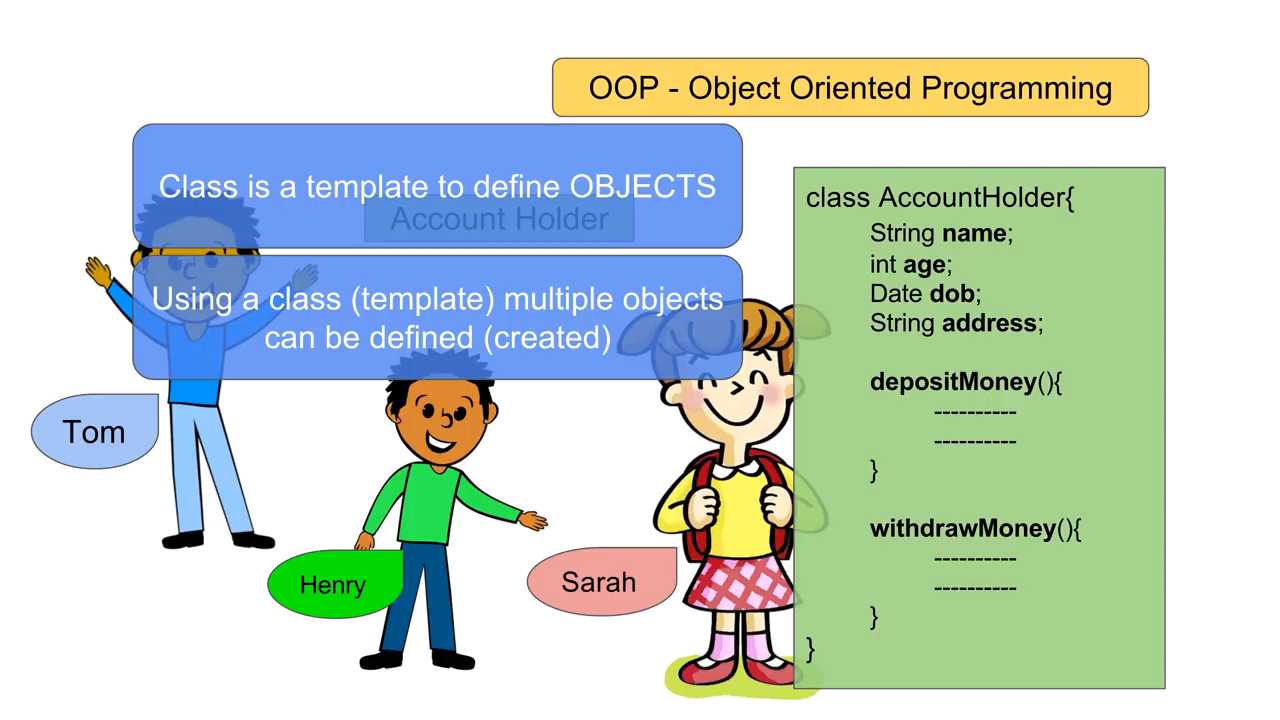 OOP - Object Oriented Programming
Class is a template to define OBJECTS
Account Holder
Using a class (template) multiple objects
can be defined (created)
Tom
Henry
Sarah
class AccountHolder{
String name;
int age;
Date dob;
String address;
depositMoney(){
----------
----------
}
withdrawMoney(){
----------
----------
}
}